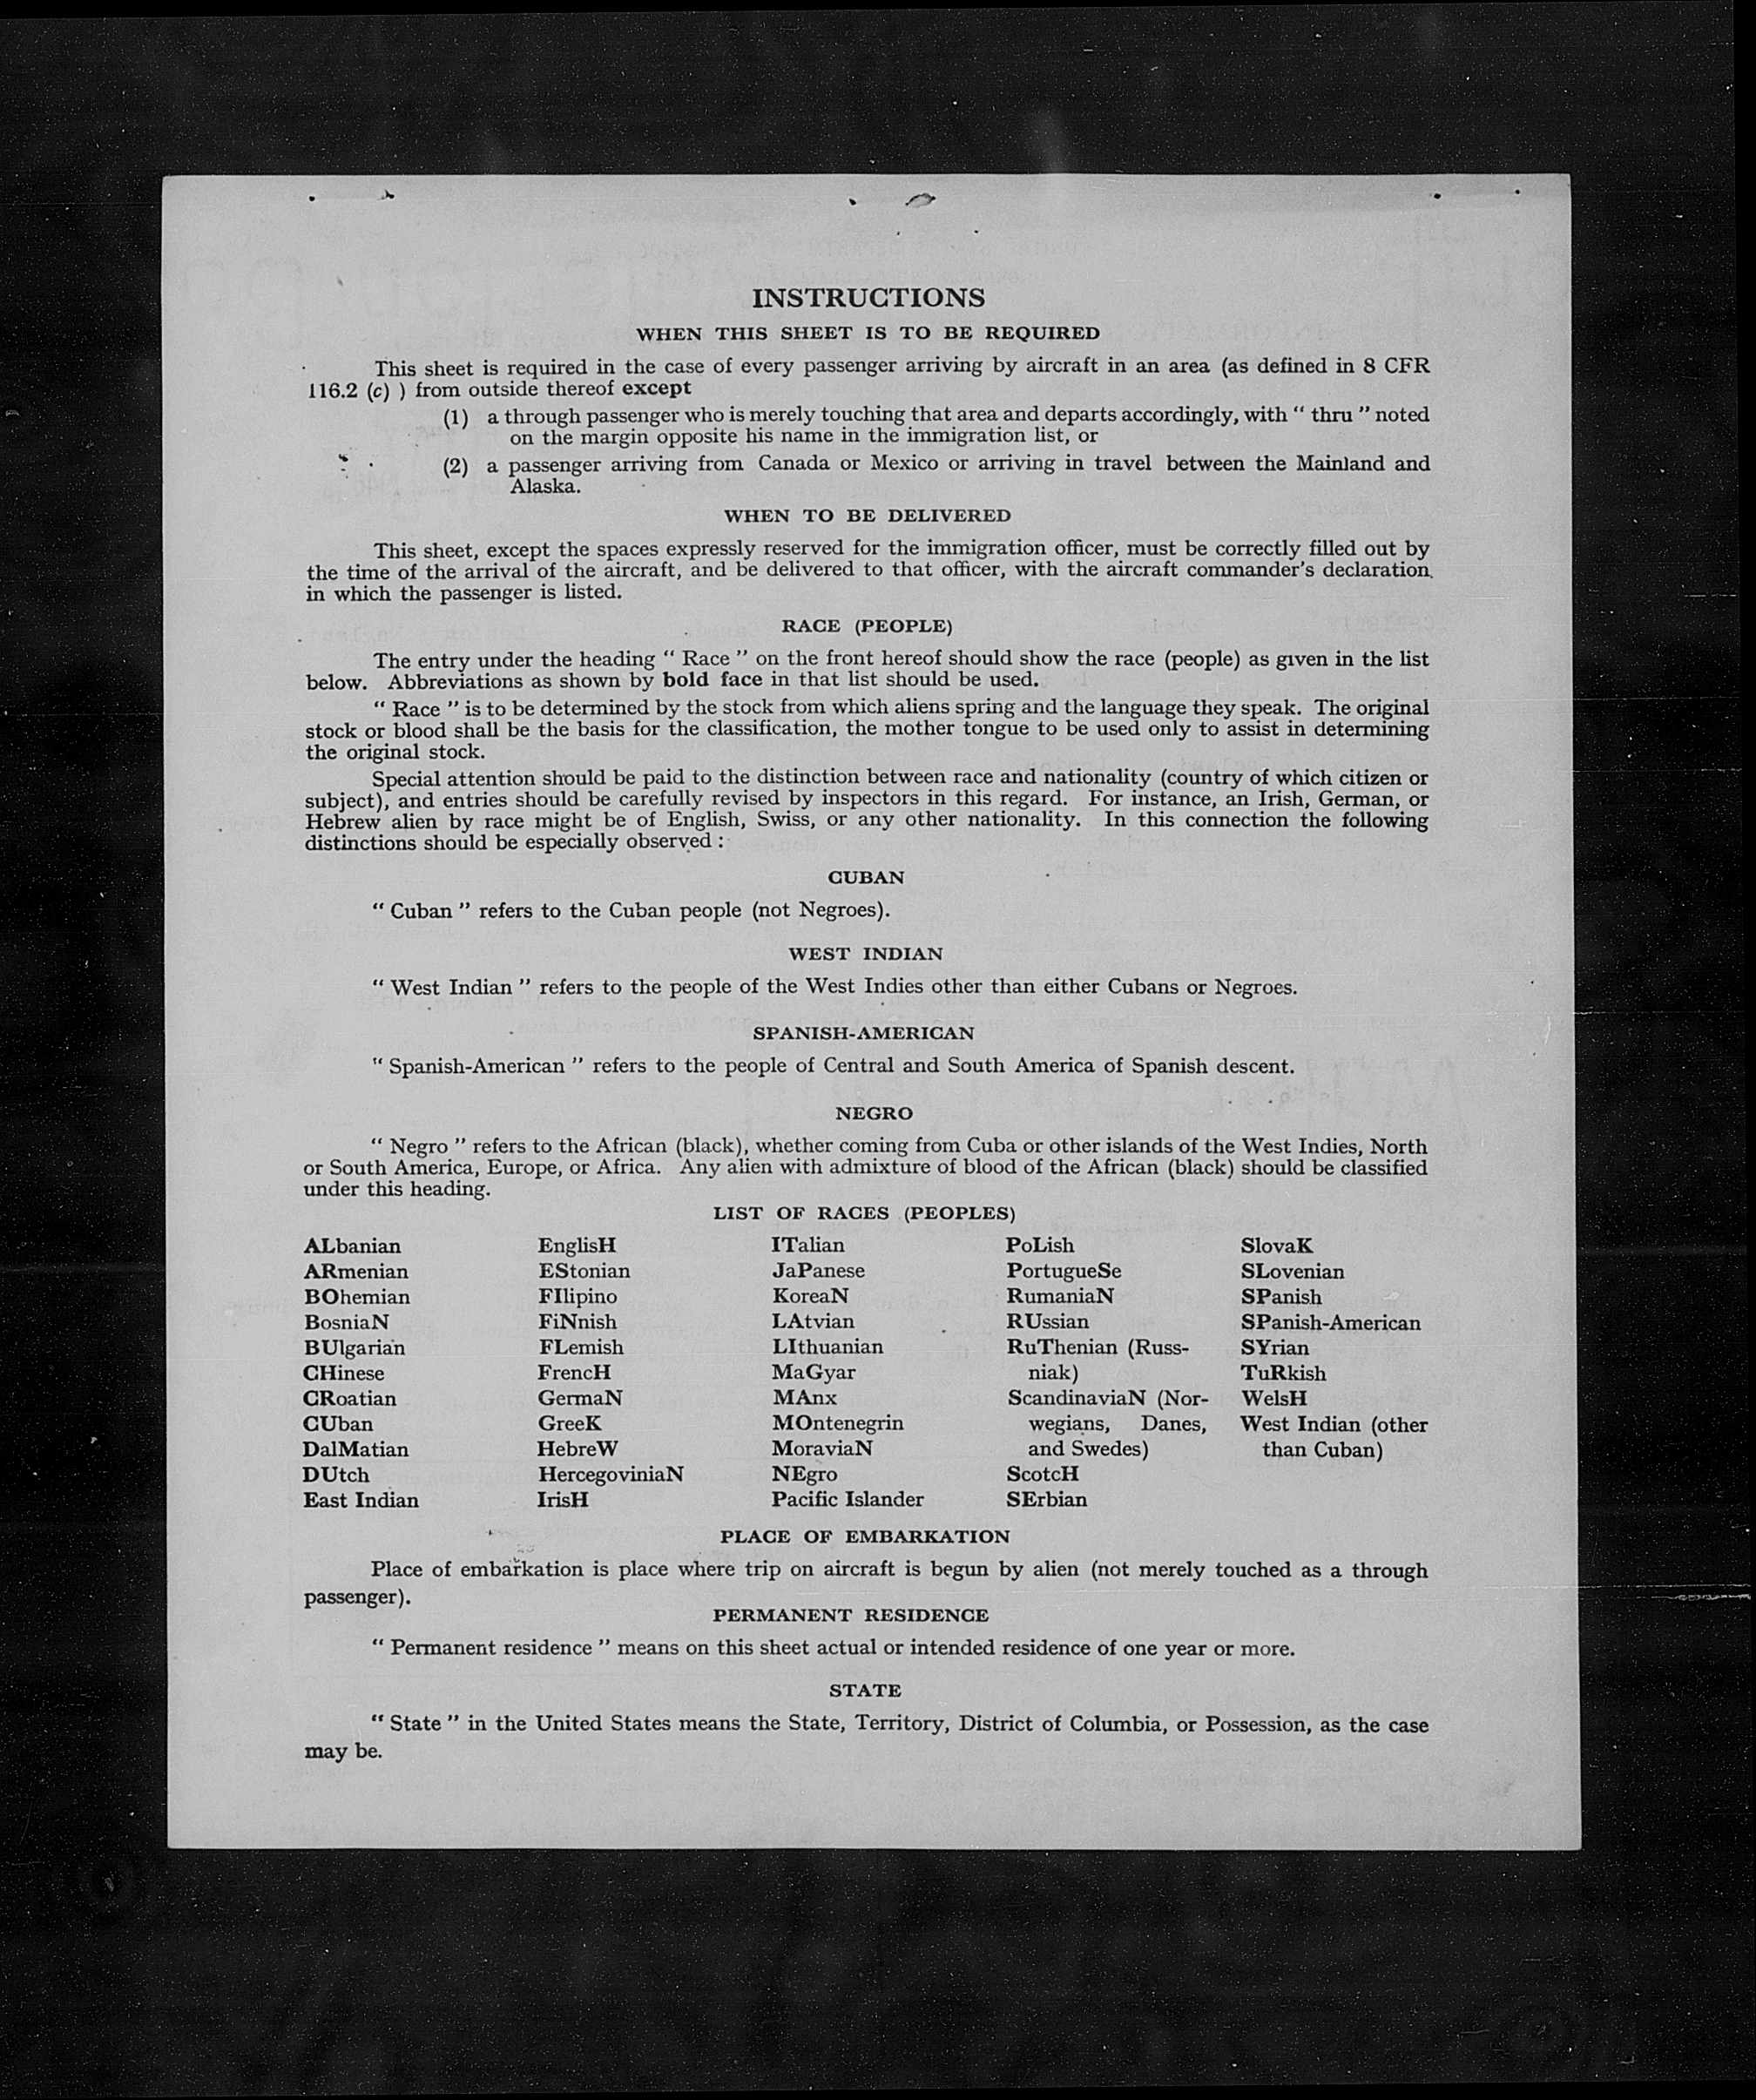 INSTRUCTIONS
WHEN THIS SHEET IS TO BE REQUIRED
This sheet is required in the case of every passenger arriving by aircraft in an area (as defined in 8 CFR
116.2 (c) ) from outside thereof except
(1) a through passenger who is merely touching that area and departs accordingly, with “ thru ” noted
on the margin opposite his name in the immigration list, or
(2) a passenger arriving from Canada or Mexico or arriving in travel between the Mainland and
Alaska.
WHEN TO BE DELIVERED
This sheet, except the spaces expressly reserved for the immigration officer, must be correctly filled out by
the time of the arrival of the aircraft, and be delivered to that officer, with the aircraft commander’s declaration
in which the passenger is listed.
RACE (PEOPLE)
The entry under the heading “ Race ” on the front hereof should show the race (people) as given in the list
below. Abbreviations as shown by bold face in that list should be used.
“ Race ” is to be determined by the stock from which aliens spring and the language they speak. The original
stock or blood shall be the basis for the classification, the mother tongue to be used only to assist in determining
the original stock.
Special attention should be paid to the distinction between race and nationality (country of which citizen or
subject), and entries should be carefully revised by inspectors in this regard. For instance, an Irish, German, or
Hebrew alien by race might be of English, Swiss, or any other nationality. In this connection the following
distinctions should be especially observed :
CUBAN
“ Cuban ” refers to the Cuban people (not Negroes).
WEST INDIAN
“ West Indian ” refers to the people of the West Indies other than either Cubans or Negroes.
SPANISH-AMERICAN
“ Spanish-American ” refers to the people of Central and South America of Spanish descent.
NEGRO
“ Negro ” refers to the African (black), whether coming from Cuba or other islands of the West Indies, North
or South America, Europe, or Africa. Any alien with admixture of blood of the African (black) should be classified
under this heading.
LIST OF RACES (PEOPLES)
ALbanian
ARmenian
BOhemian
BosniaN
BUlgarian
CHinese
CRoatian
CUban
DalMatian
DUtch
East Indian
EnglisH
EStonian
FIlipino
FiNnish
FLemish
FrencH
GermaN
GreeK
HebreW
HercegoviniaN
IrisH
ITalian
JaPanese
KoreaN
LAtvian
LIthuanian
MaGyar
MAnx
MOntenegrin
MoraviaN
NEgro
Pacific Islander
PoLish
PortugueSe
RumaniaN
RUssian
RuThenian (Russ-
niak)
ScandinaviaN (Nor-
wegians, Danes,
and Swedes)
ScotcH
SErbian
SlovaK
SLovenian
SPanish
SPanish-American
SYrian
TuRkish
WelsH
West Indian (other
than Cuban)
PLACE OF EMBARKATION
Place of embarkation is place where trip on aircraft is begun by alien (not merely touched as a through
passenger).
PERMANENT RESIDENCE
“ Permanent residence ” means on this sheet actual or intended residence of one year or more.
STATE
“ State ” in the United States means the State, Territory, District of Columbia, or Possession, as the case
may be.